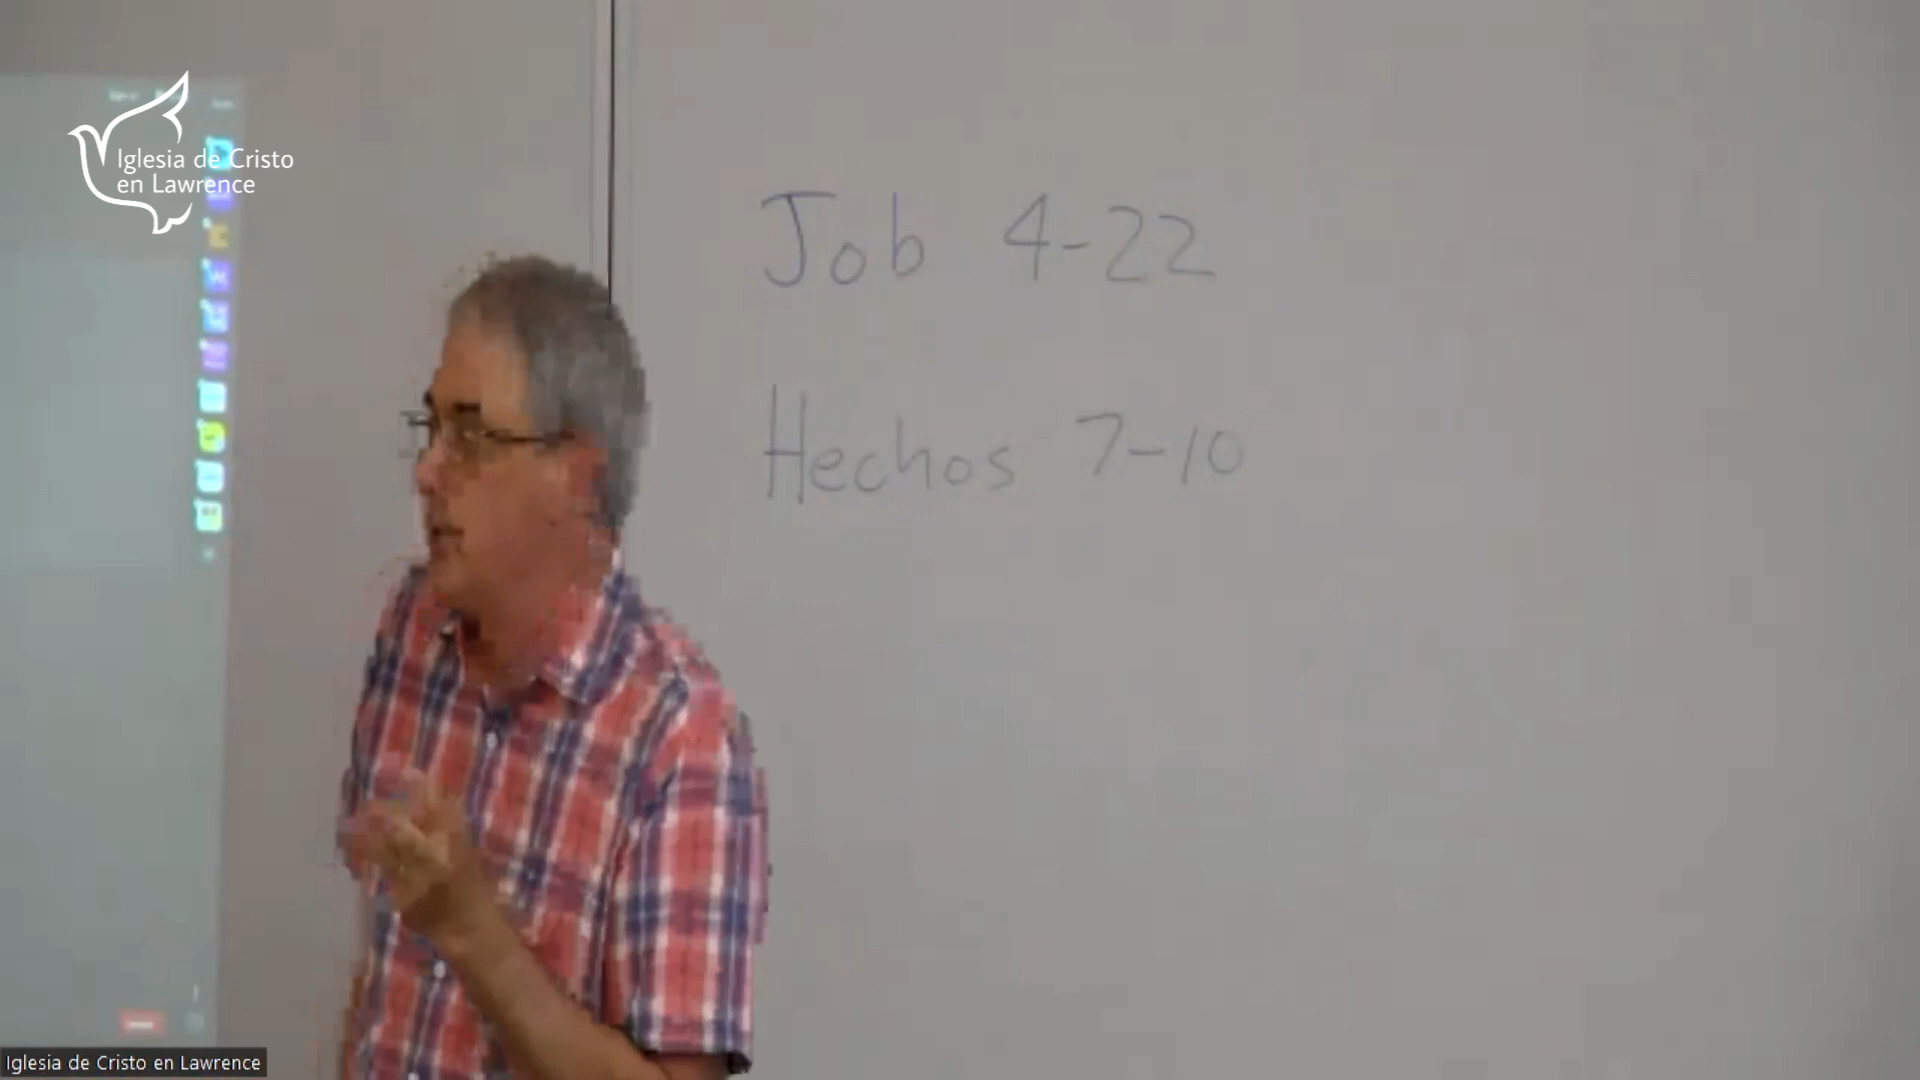 Iglesia de Cristo
en Lawrence
Job 4-22
Hechos 7-10
Iglesia de Cristo en Lawrence